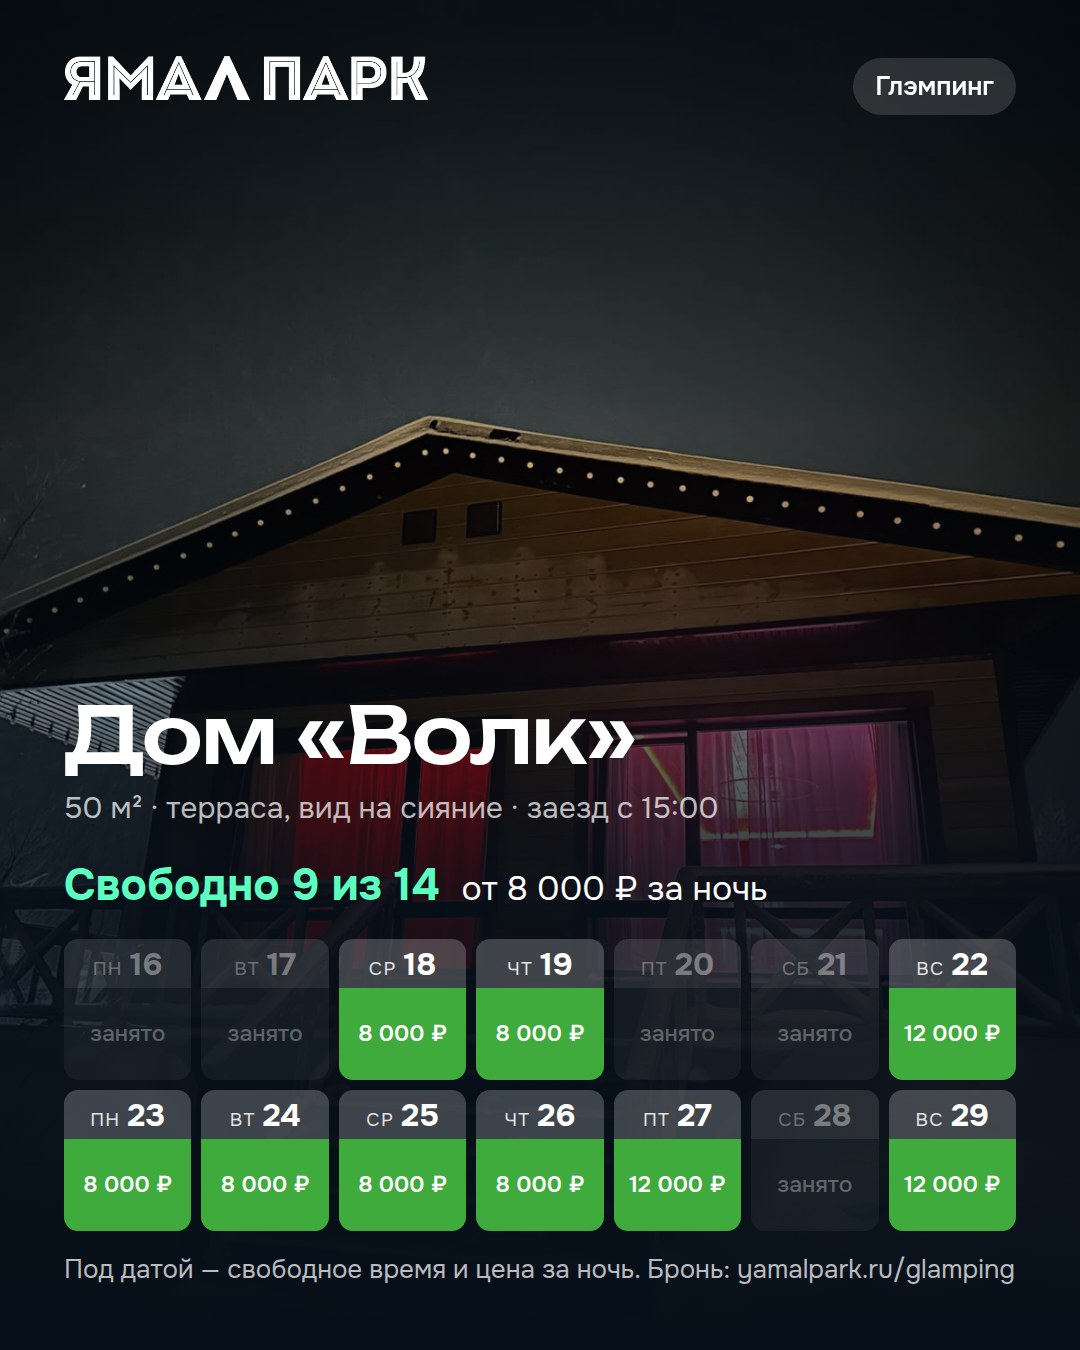 ЯМАЛ ПАРК
Глэмпинг
Дом «Волк»
50 м² · терраса, вид на сияние · заезд с 15:00
Свободно 9 из 14 от 8 000 ₽ за ночь
ПН 16 ВТ 17 СР 18 ЧТ 19 ПТ 20 СБ 21 ВС 22
занято занято 8 000 ₽ 8 000 ₽ занято занято 12 000 ₽
ПН 23 ВТ 24 СР 25 ЧТ 26 ПТ 27 СБ 28 ВС 29
8 000 ₽ 8 000 ₽ 8 000 ₽ 8 000 ₽ 12 000 ₽ занято 12 000 ₽
Под датой — свободное время и цена за ночь. Бронь: yamalpark.ru/glamping